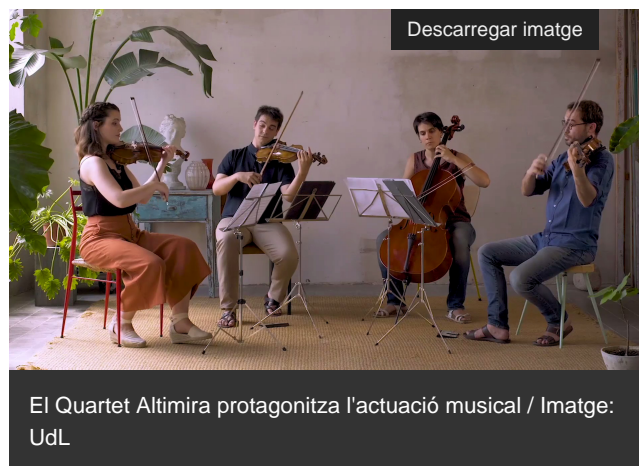 Descarregar imatge
El Quartet Altimira protagonitza l'actuació musical / Imatge:
UdL